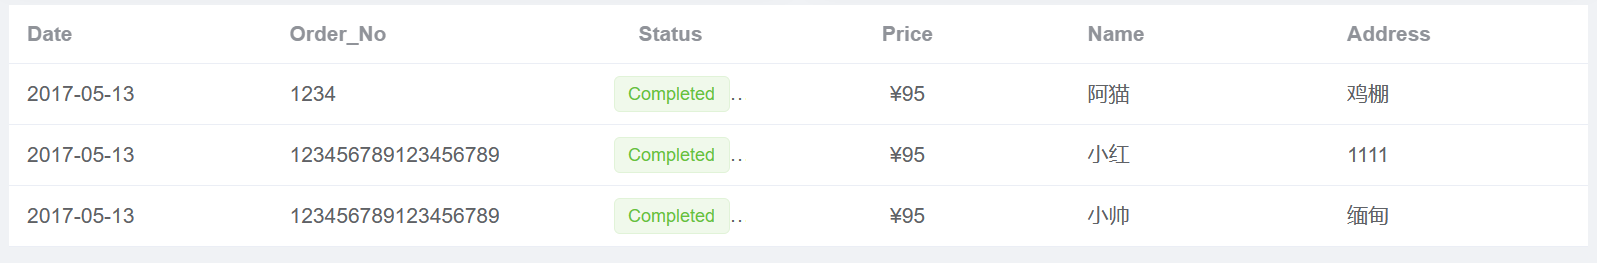 Date Order_No Status Price Name Address
2017-05-13 1234 Completed .. ¥95 阿猫 鸡棚
2017-05-13 123456789123456789 Completed .. ¥95 小红 1111
2017-05-13 123456789123456789 Completed .. ¥95 小帅 缅甸